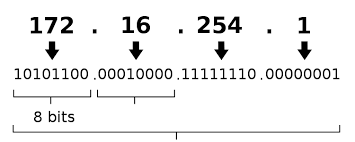 172 . 16 . 254 . 1
10101100 .00010000 .11111110 .00000001
8 bits